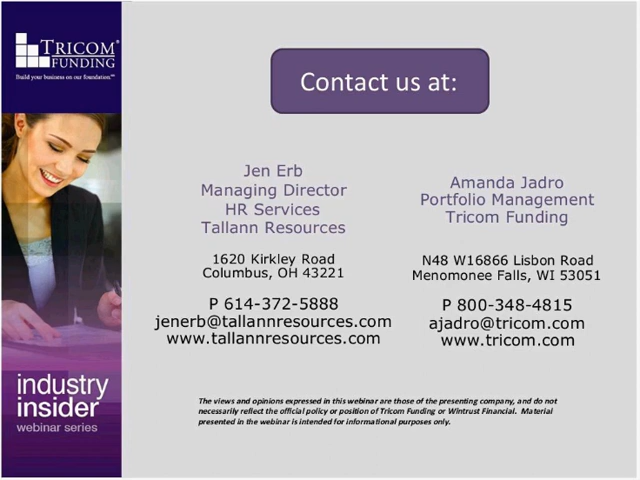 TRICOM®
FUNDING
Build your business on our foundation.℠
Contact us at:
Jen Erb
Managing Director
HR Services
Tallann Resources
1620 Kirkley Road
Columbus, OH 43221
P 614-372-5888
jenerb@tallannresources.com
www.tallannresources.com
Amanda Jadro
Portfolio Management
Tricom Funding
N48 W16866 Lisbon Road
Menomonee Falls, WI 53051
P 800-348-4815
ajadro@tricom.com
www.tricom.com
industry
insider
webinar series
The views and opinions expressed in this webinar are those of the presenting company, and do not
necessarily reflect the official policy or position of Tricom Funding or Wintrust Financial. Material
presented in the webinar is intended for informational purposes only.